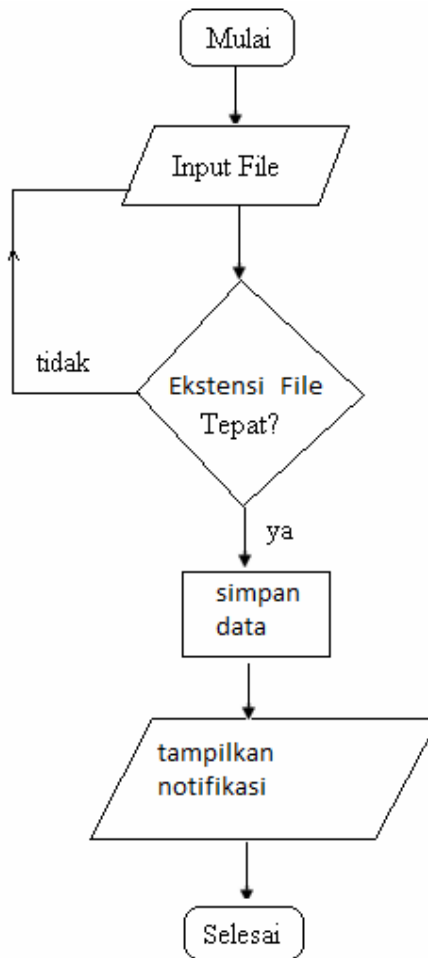 Mulai
Input File
tidak
Ekstensi File
Tepat?
ya
simpan
data
tampilkan
notifikasi
Selesai